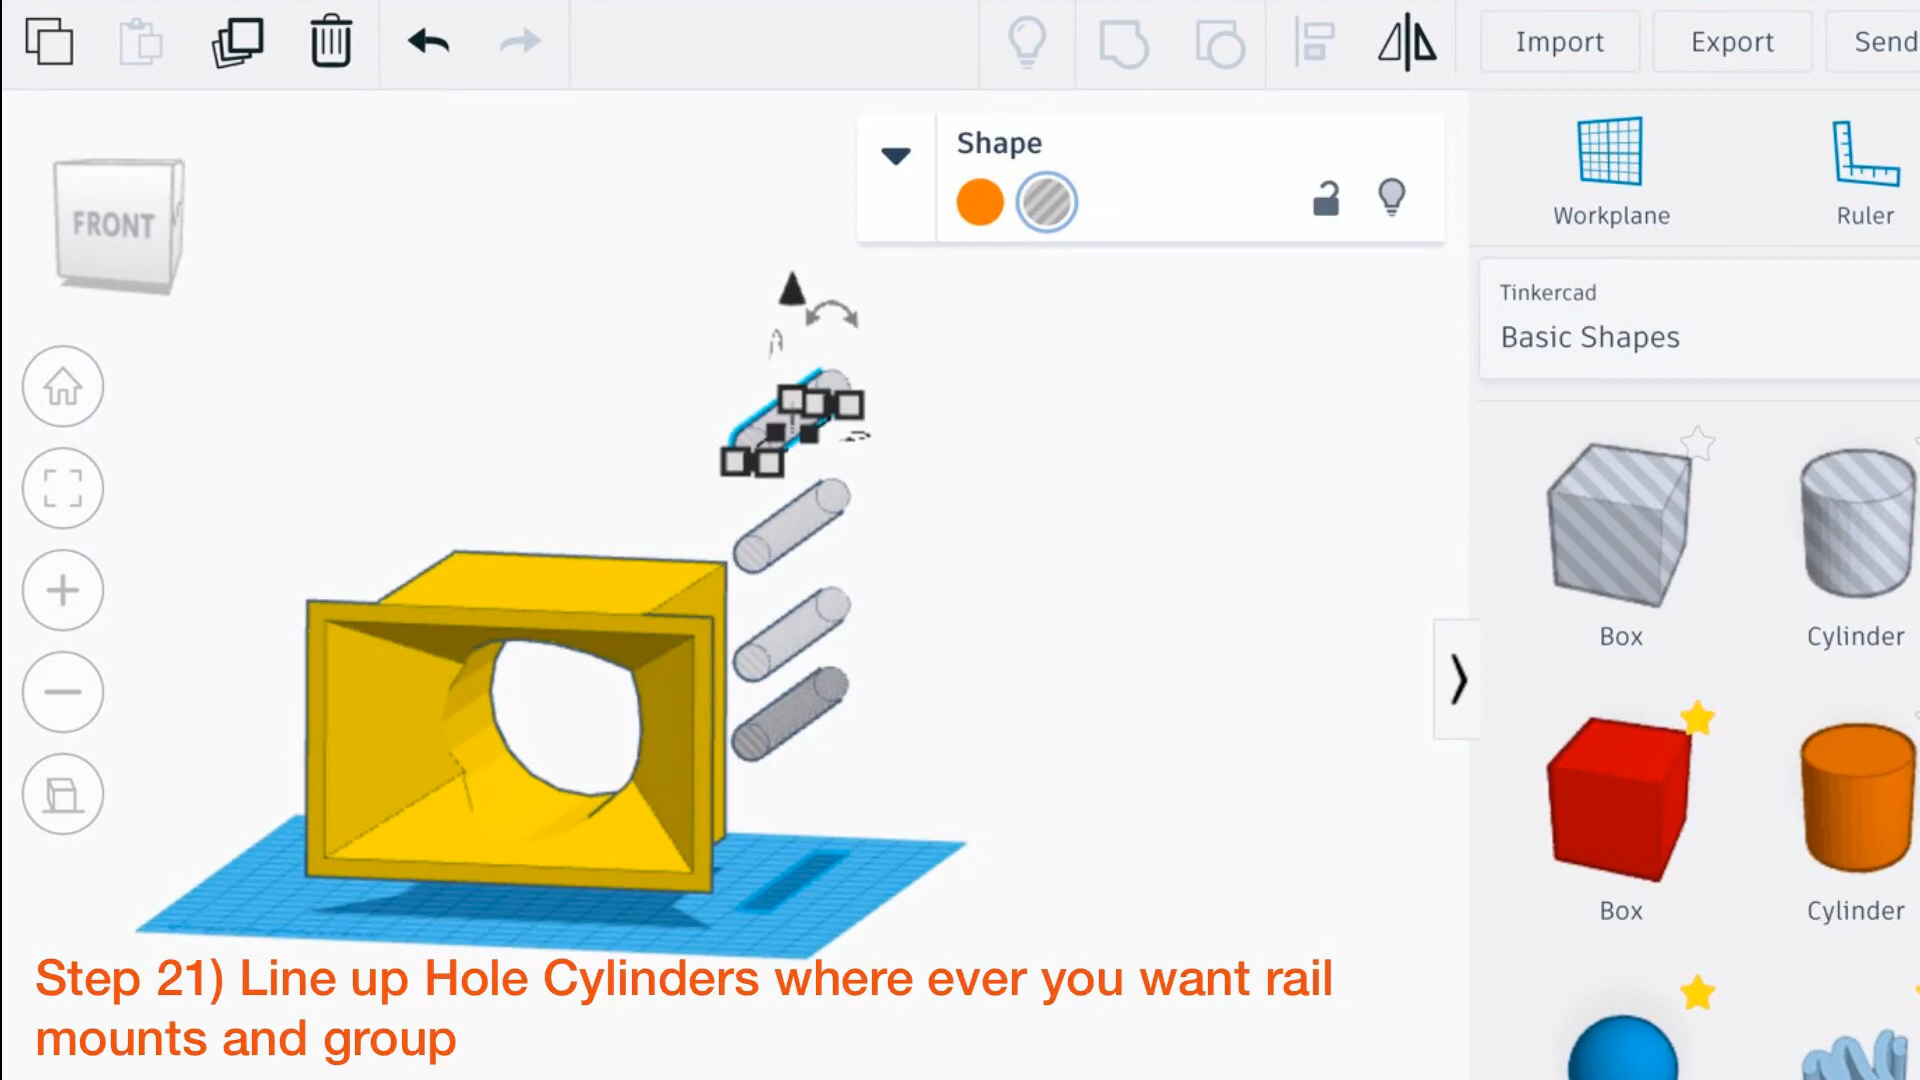 Import
Export
Send
Shape
FRONT
Workplane
Ruler
Tinkercad
Basic Shapes
Box
Cylinder
Box
Cylinder
Step 21) Line up Hole Cylinders where ever you want rail
mounts and group